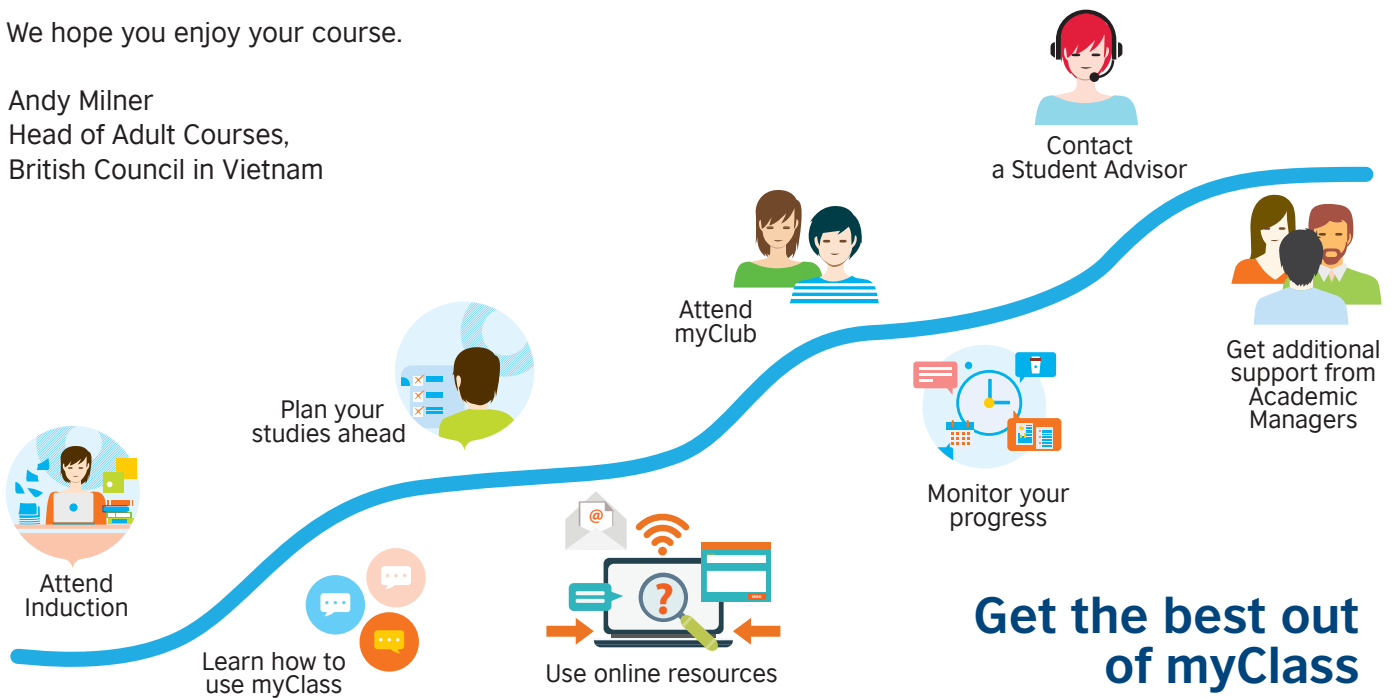 We hope you enjoy your course.
Andy Milner
Head of Adult Courses,
British Council in Vietnam
Attend
Induction
Learn how to
use myClass
Plan your
studies ahead
@
?
Use online resources
Attend
myClub
Monitor your
progress
Contact
a Student Advisor
Get additional
support from
Academic
Managers
Get the best out
of myClass